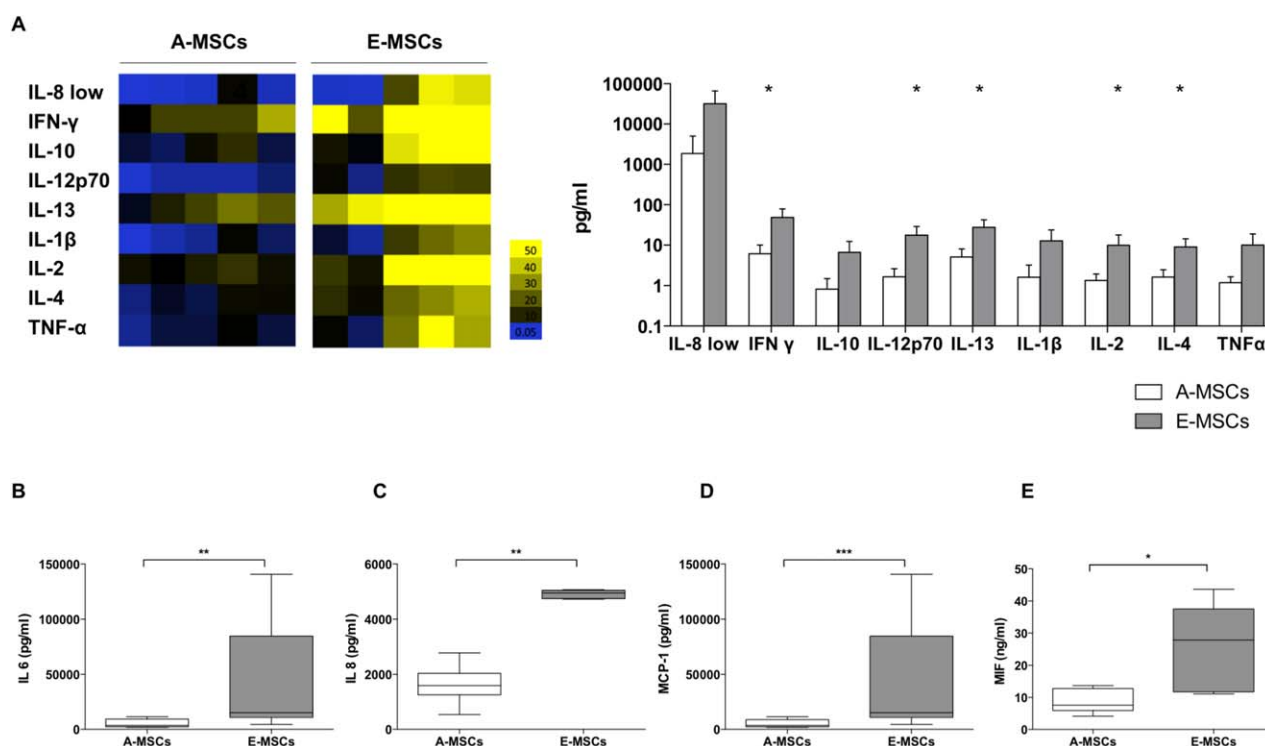 A
A-MSCs
E-MSCs
IL-8 low
IFN-γ
IL-10
IL-12p70
IL-13
IL-1β
IL-2
IL-4
TNF-α
50
40
30
20
10
0.05
pg/ml
100000
10000
1000
100
10
1
0.1
* * * * *
IL-8 low IFN γ IL-10 IL-12p70 IL-13 IL-1β IL-2 IL-4 TNFα
A-MSCs
E-MSCs
B
IL 6 (pg/ml)
150000
100000
50000
0
**
A-MSCs E-MSCs
C
IL 8 (pg/ml)
6000
4000
2000
0
**
A-MSCs E-MSCs
D
MCP-1 (pg/ml)
150000
100000
50000
0
***
A-MSCs E-MSCs
E
MIF (ng/ml)
50
40
30
20
10
0
*
A-MSCs E-MSCs